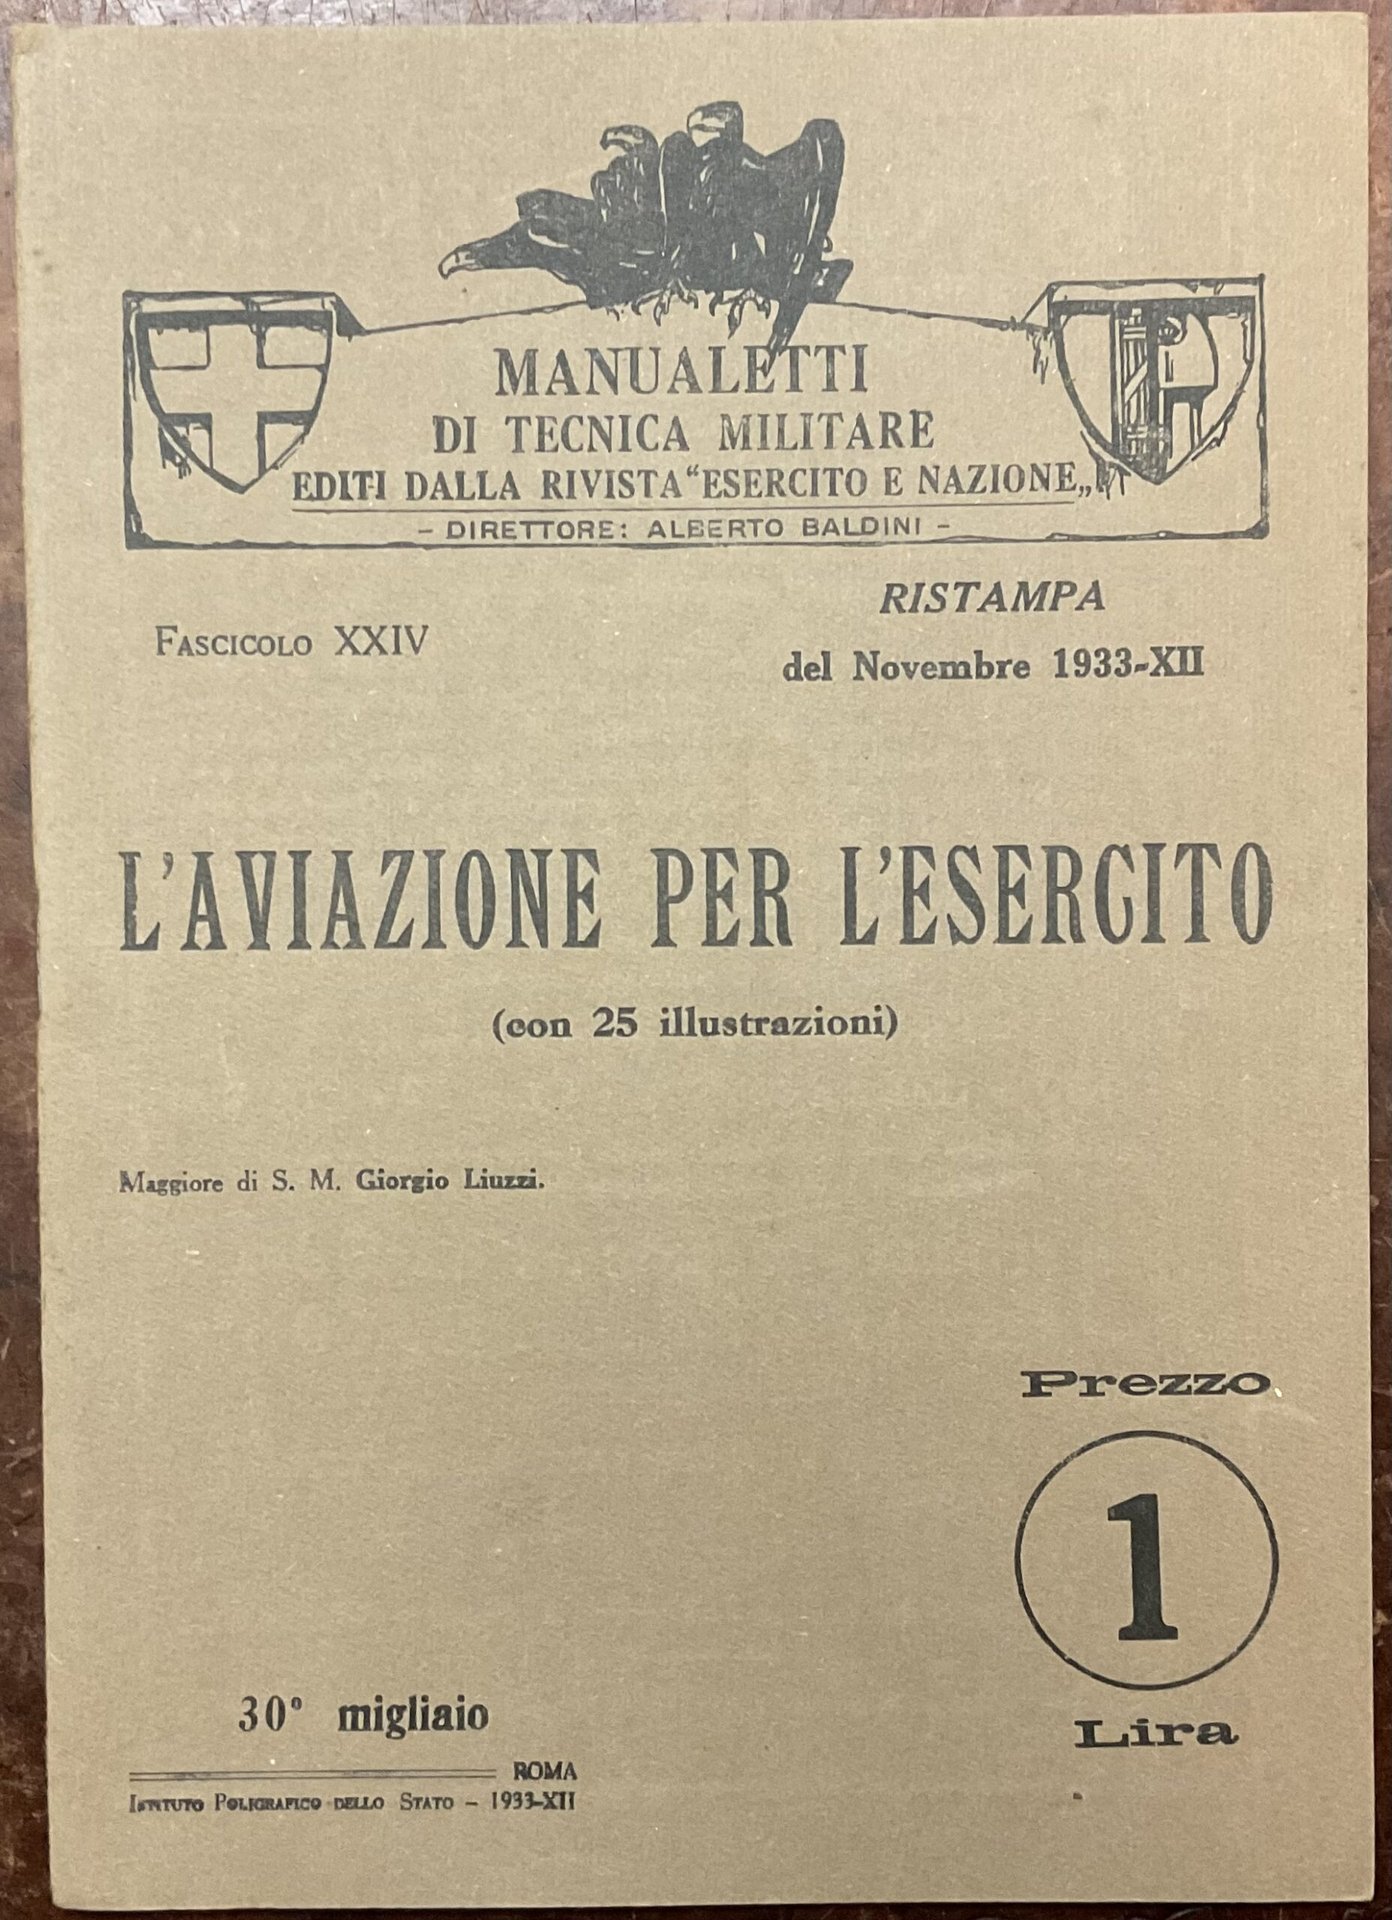 MANUALETTI
DI TECNICA MILITARE
EDITI DALLA RIVISTA “ESERCITO E NAZIONE„
- DIRETTORE: ALBERTO BALDINI -
FASCICOLO XXIV
RISTAMPA
del Novembre 1933-XII
L'AVIAZIONE PER L'ESERCITO
(con 25 illustrazioni)
Maggiore di S. M. Giorgio Liuzzi.
Prezzo
1
Lira
30° migliaio
ROMA
ISTITUTO POLIGRAFICO DELLO STATO - 1933-XII